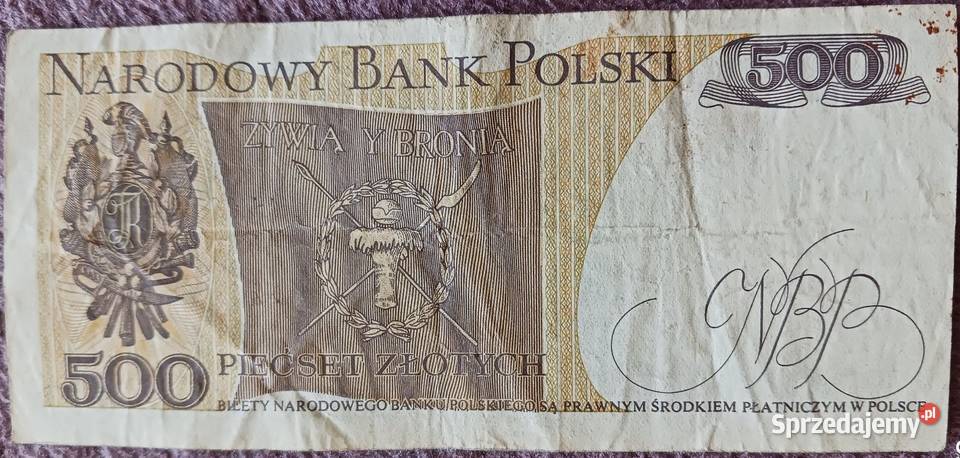 NARODOWY BANK POLSKI
500
ŻYWIĄ Y BRONIĄ
TK
NBP
500
PIĘĆSET ZŁOTYCH
BILETY NARODOWEGO BANKU POLSKIEGO SĄ PRAWNYM ŚRODKIEM PŁATNICZYM W POLSCE
Sprzedajemy.pl